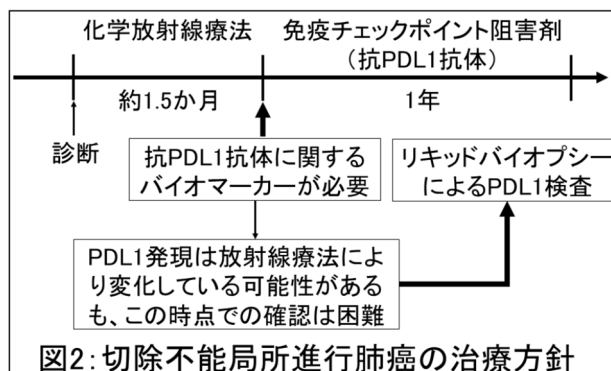 化学放射線療法
免疫チェックポイント阻害剤
（抗PDL1抗体）
約1.5か月
1年
診断
抗PDL1抗体に関する
バイオマーカーが必要
リキッドバイオプシー
によるPDL1検査
PDL1発現は放射線療法によ
り変化している可能性がある
も、この時点での確認は困難
図2：切除不能局所進行肺癌の治療方針